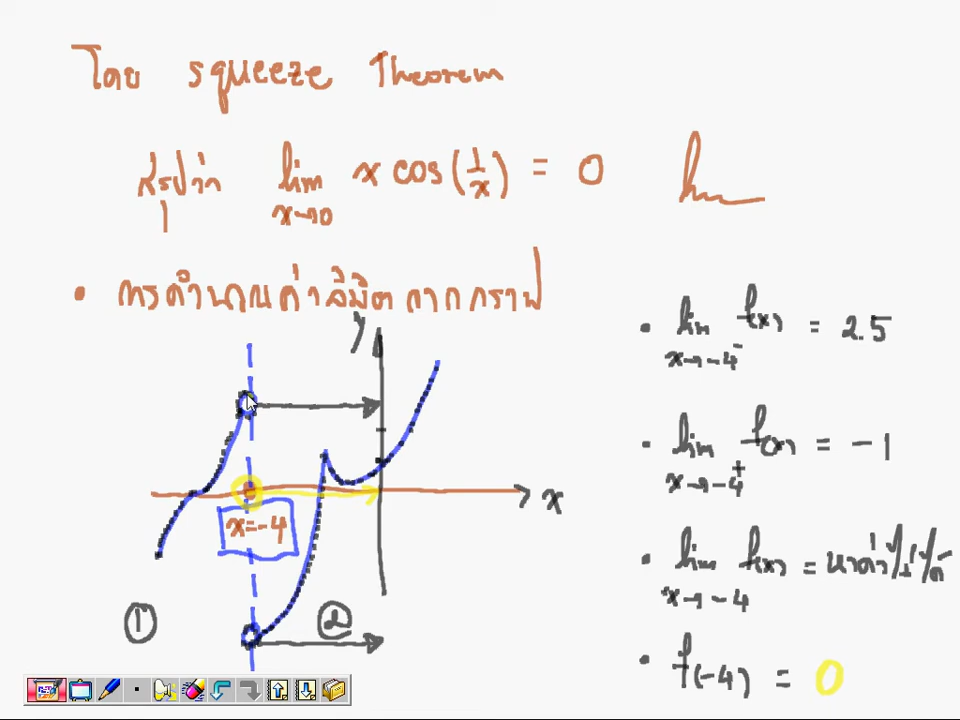 โดย squeeze Theorem
สรุปว่า lim x→0 x cos(1/x) = 0
• การคำนวณค่าลิมิตจากกราฟ
y
• lim x→-4⁻ f(x) = 2.5
• lim x→-4⁺ f(x) = -1
x
x=-4
• lim x→-4 f(x) = หาค่าไม่ได้
① ②
• f(-4) = 0